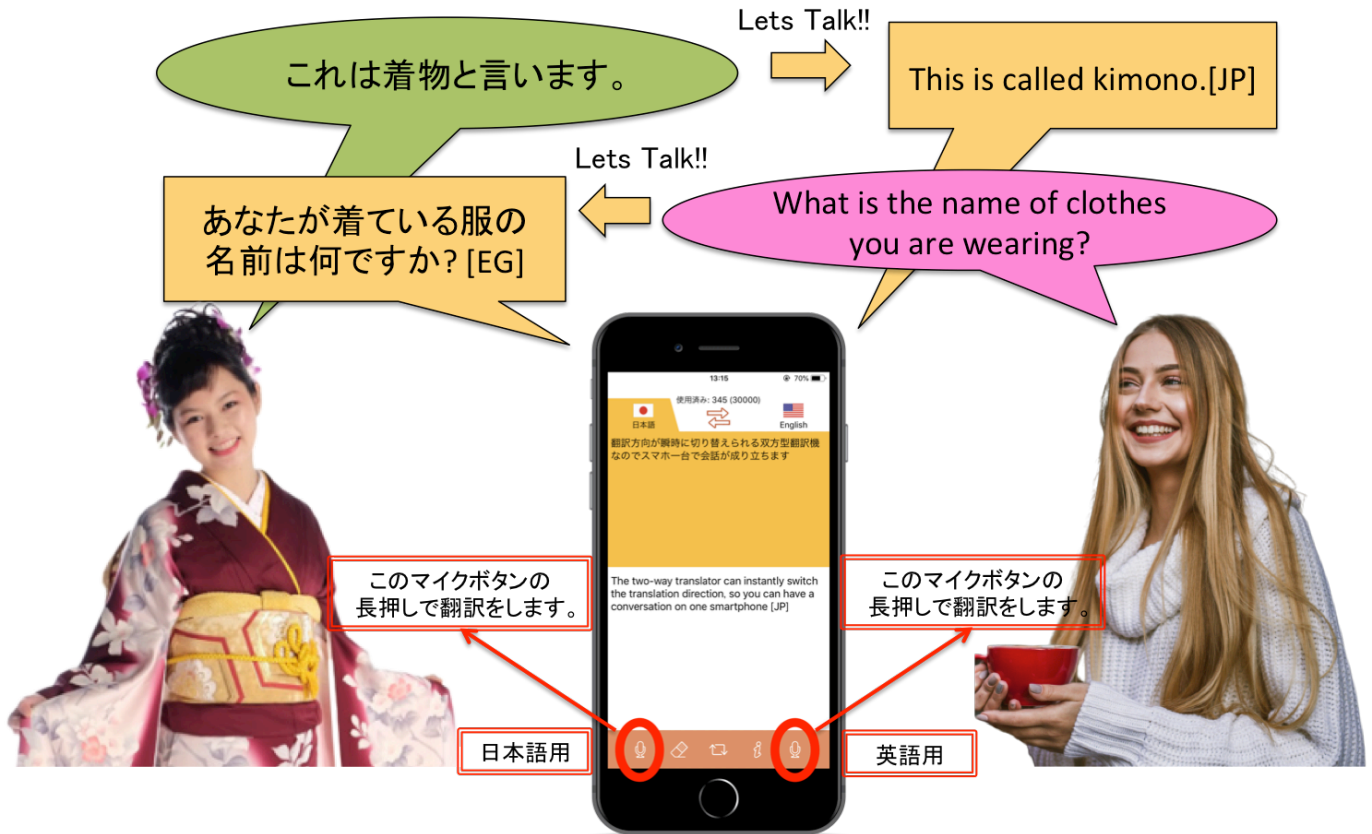 Lets Talk!!
これは着物と言います。
This is called kimono.[JP]
Lets Talk!!
あなたが着ている服の
名前は何ですか? [EG]
What is the name of clothes
you are wearing?
13:15
70%
使用済み: 345 (30000)
日本語
English
翻訳方向が瞬時に切り替えられる双方型翻訳機
なのでスマホ一台で会話が成り立ちます
The two-way translator can instantly switch
the translation direction, so you can have a
conversation on one smartphone [JP]
このマイクボタンの
長押しで翻訳をします。
このマイクボタンの
長押しで翻訳をします。
日本語用
英語用